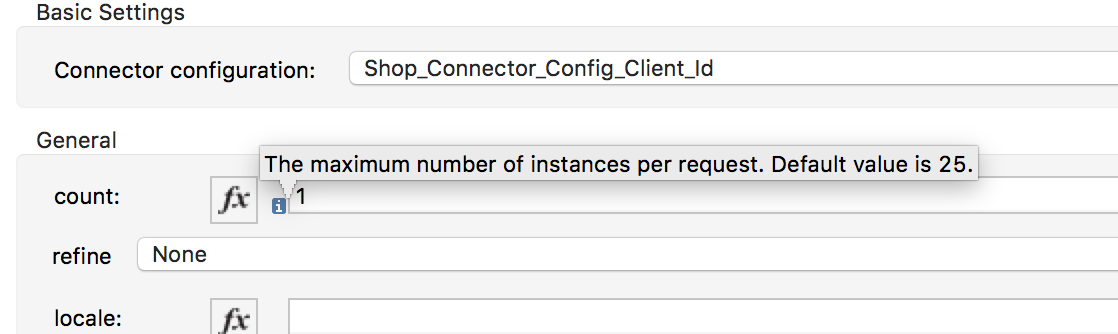 Basic Settings
Connector configuration: Shop_Connector_Config_Client_Id
General
The maximum number of instances per request. Default value is 25.
count: fx i 1
refine None
locale: fx